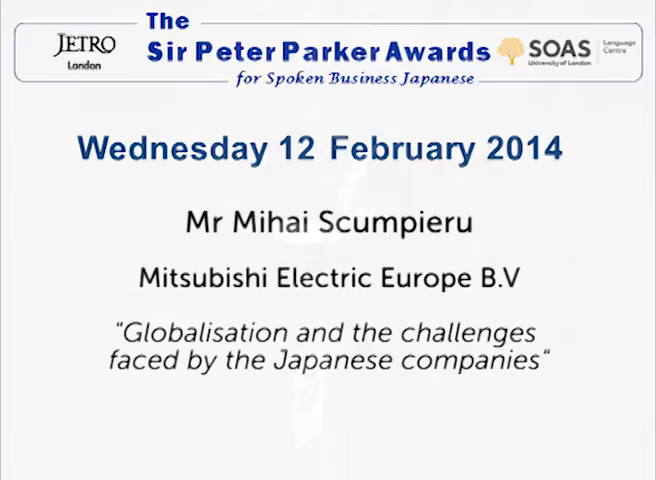 The
Sir Peter Parker Awards
for Spoken Business Japanese
JETRO
London
SOAS
University of London
Language
Centre
Wednesday 12 February 2014
Mr Mihai Scumpieru
Mitsubishi Electric Europe B.V
"Globalisation and the challenges
faced by the Japanese companies"